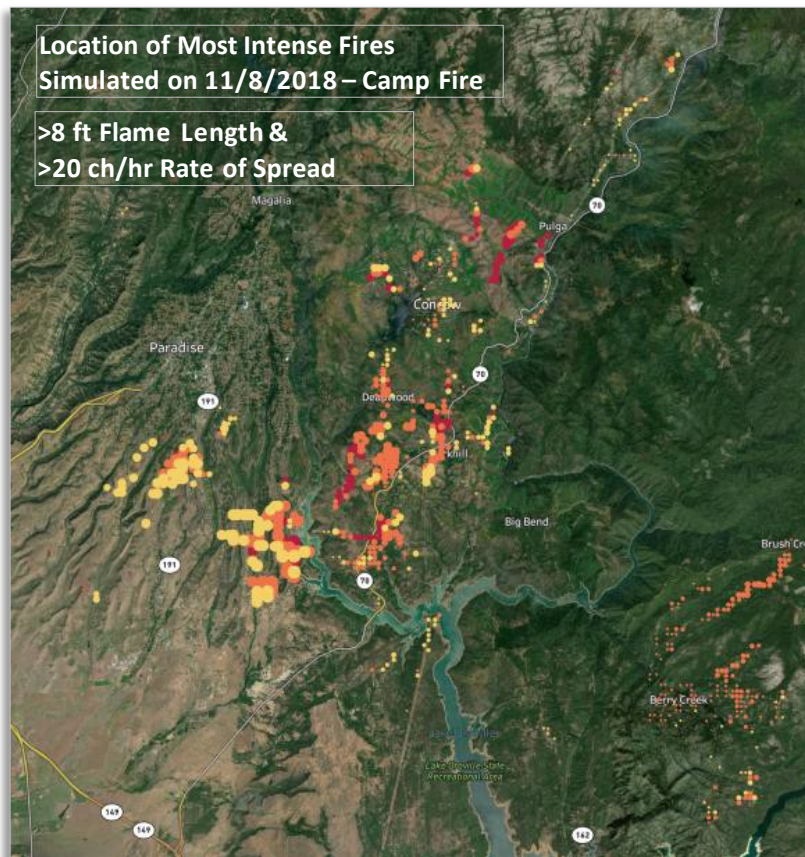 Location of Most Intense Fires
Simulated on 11/8/2018 – Camp Fire
>8 ft Flame Length &
>20 ch/hr Rate of Spread
Magalia
70
Pulga
Paradise
70
191
Big Bend
191
70
Berry Creek
Lake Oroville State
Recreational Area
149
149
162